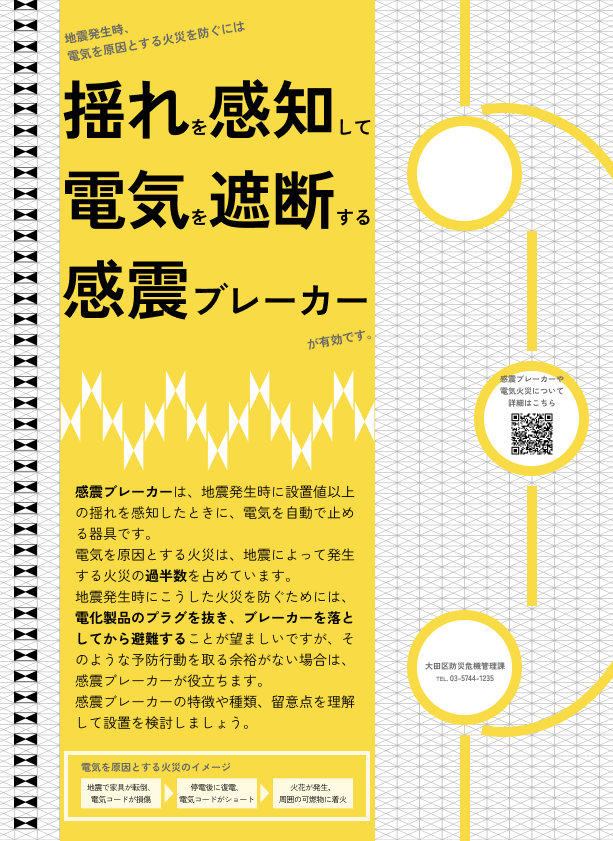 地震発生時、
電気を原因とする火災を防ぐには
揺れを感知して
電気を遮断する
感震ブレーカー
が有効です。
感震ブレーカーは、地震発生時に設置値以上
の揺れを感知したときに、電気を自動で止め
る器具です。
電気を原因とする火災は、地震によって発生
する火災の過半数を占めています。
地震発生時にこうした火災を防ぐためには、
電化製品のプラグを抜き、ブレーカーを落と
してから避難することが望ましいですが、そ
のような予防行動を取る余裕がない場合は、
感震ブレーカーが役立ちます。
感震ブレーカーの特徴や種類、留意点を理解
して設置を検討しましょう。
電気を原因とする火災のイメージ
地震で家具が転倒、
電気コードが損傷
停電後に復電、
電気コードがショート
火花が発生、
周囲の可燃物に着火
感震ブレーカーや
電気火災について
詳細はこちら
大田区防災危機管理課
TEL. 03-5744-1235